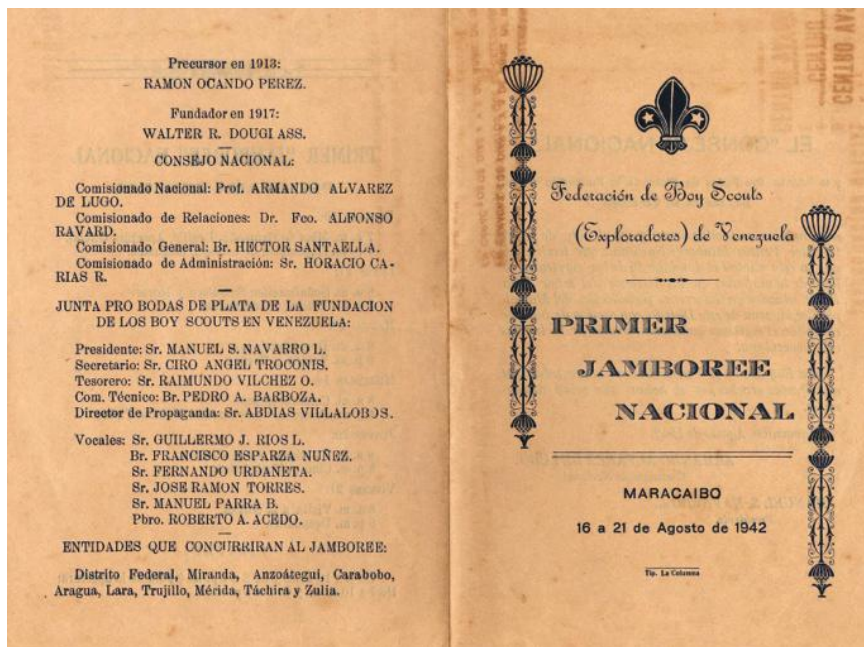 Precursor en 1913:
RAMON OCANDO PEREZ.
Fundador en 1917:
WALTER R. DOUGLASS.
CONSEJO NACIONAL:
Comisionado Nacional: Prof. ARMANDO ALVAREZ
DE LUGO.
Comisionado de Relaciones: Dr. Fco. ALFONSO
RAVARD.
Comisionado General: Br. HECTOR SANTAELLA.
Comisionado de Administración: Sr. HORACIO CA-
RIAS R.
JUNTA PRO BODAS DE PLATA DE LA FUNDACION
DE LOS BOY SCOUTS EN VENEZUELA:
Presidente: Sr. MANUEL S. NAVARRO L.
Secretario: Sr. CIRO ANGEL TROCONIS.
Tesorero: Sr. RAIMUNDO VILCHEZ O.
Com. Técnico: Br. PEDRO A. BARBOZA.
Director de Propaganda: Sr. ABDIAS VILLALOBOS.
Vocales: Sr. GUILLERMO J. RIOS L.
Br. FRANCISCO ESPARZA NUÑEZ.
Sr. FERNANDO URDANETA.
Sr. JOSE RAMON TORRES.
Sr. MANUEL PARRA B.
Pbro. ROBERTO A. ACEDO.
ENTIDADES QUE CONCURRIRAN AL JAMBOREE:
Distrito Federal, Miranda, Anzoátegui, Carabobo,
Aragua, Lara, Trujillo, Mérida, Táchira y Zulia.
Federación de Boy Scouts
(Exploradores) de Venezuela
PRIMER
JAMBOREE
NACIONAL
MARACAIBO
16 a 21 de Agosto de 1942
Tip. La Columna